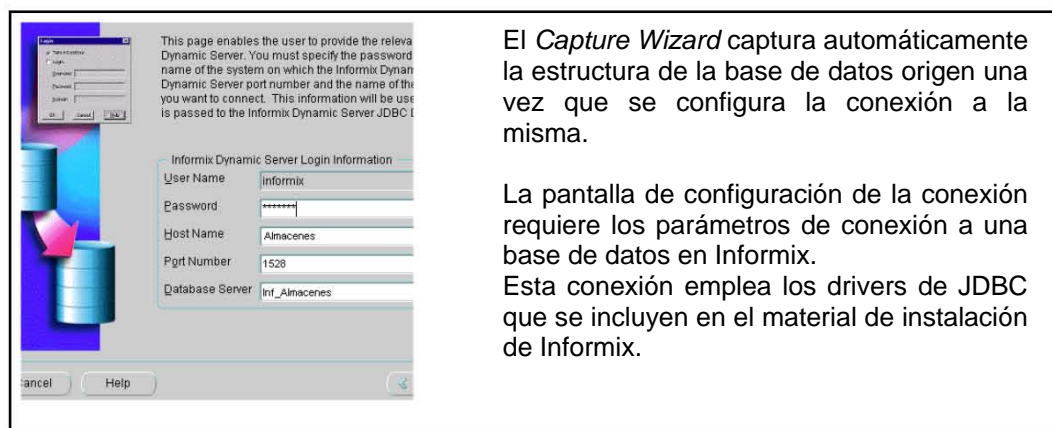 This page enables the user to provide the releva
Dynamic Server. You must specify the password
name of the system on which the Informix Dynam
Dynamic Server port number and the name of the
you want to connect. This information will be use
is passed to the Informix Dynamic Server JDBC
Informix Dynamic Server Login Information
User Name
informix
Password
*******
Host Name
Almacenes
Port Number
1528
Database Server
Inf_Almacenes
ancel
Help
El Capture Wizard captura automáticamente
la estructura de la base de datos origen una
vez que se configura la conexión a la
misma.
La pantalla de configuración de la conexión
requiere los parámetros de conexión a una
base de datos en Informix.
Esta conexión emplea los drivers de JDBC
que se incluyen en el material de instalación
de Informix.